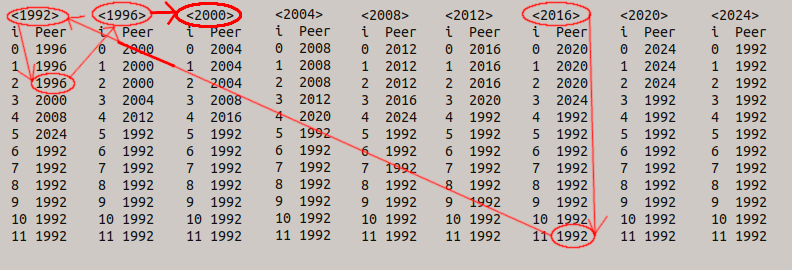 <1992> <1996> <2000> <2004> <2008> <2012> <2016> <2020> <2024>
i Peer i Peer i Peer i Peer i Peer i Peer i Peer i Peer i Peer
0 1996 0 2000 0 2004 0 2008 0 2012 0 2016 0 2020 0 2024 0 1992
1 1996 1 2000 1 2004 1 2008 1 2012 1 2016 1 2020 1 2024 1 1992
2 1996 2 2000 2 2004 2 2008 2 2012 2 2016 2 2020 2 2024 2 1992
3 2000 3 2004 3 2008 3 2012 3 2016 3 2020 3 2024 3 1992 3 1992
4 2008 4 2012 4 2016 4 2020 4 2024 4 1992 4 1992 4 1992 4 1992
5 2024 5 1992 5 1992 5 1992 5 1992 5 1992 5 1992 5 1992 5 1992
6 1992 6 1992 6 1992 6 1992 6 1992 6 1992 6 1992 6 1992 6 1992
7 1992 7 1992 7 1992 7 1992 7 1992 7 1992 7 1992 7 1992 7 1992
8 1992 8 1992 8 1992 8 1992 8 1992 8 1992 8 1992 8 1992 8 1992
9 1992 9 1992 9 1992 9 1992 9 1992 9 1992 9 1992 9 1992 9 1992
10 1992 10 1992 10 1992 10 1992 10 1992 10 1992 10 1992 10 1992 10 1992
11 1992 11 1992 11 1992 11 1992 11 1992 11 1992 11 1992 11 1992 11 1992